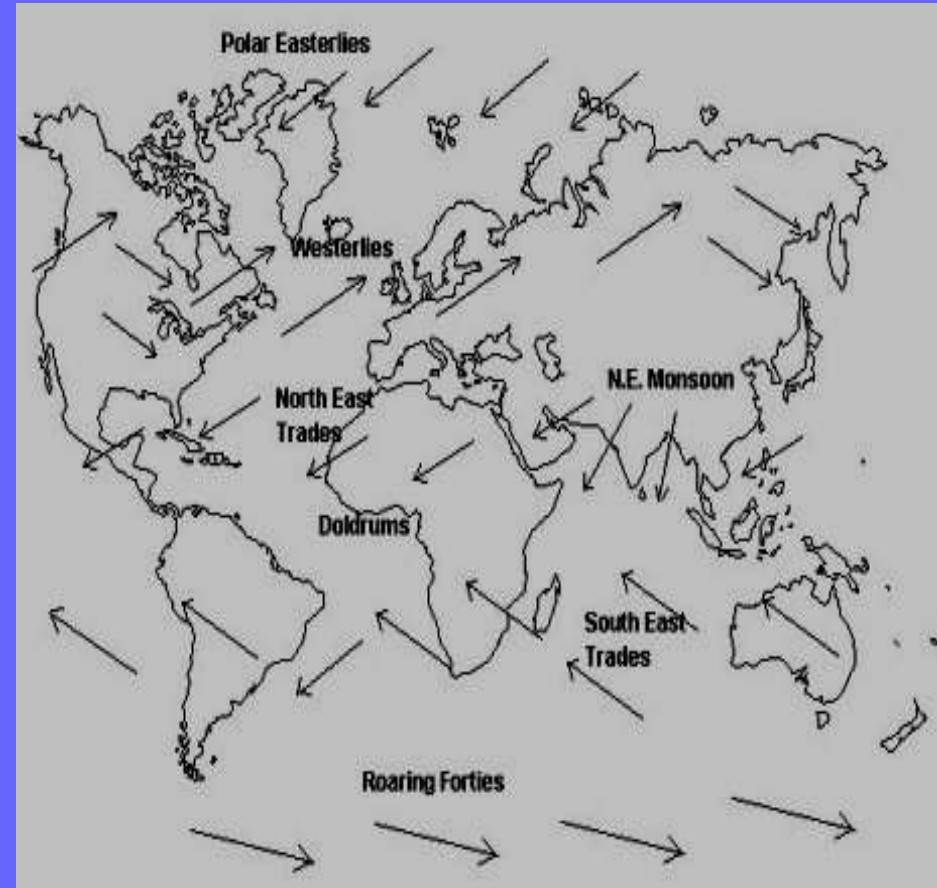 Polar Easterlies
Westerlies
North East
Trades
N.E. Monsoon
Doldrums
South East
Trades
Roaring Forties